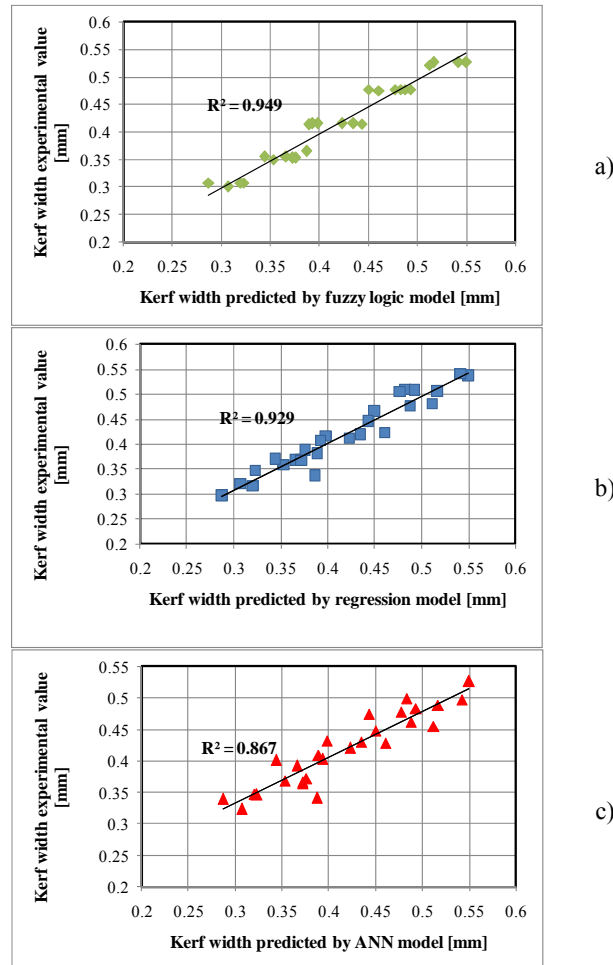 0.6
0.55
0.5
0.45
0.4
0.35
0.3
0.25
0.2
Kerf width experimental value
[mm]
R² = 0.949
0.2 0.25 0.3 0.35 0.4 0.45 0.5 0.55 0.6
Kerf width predicted by fuzzy logic model [mm]
a)
0.6
0.55
0.5
0.45
0.4
0.35
0.3
0.25
0.2
Kerf width experimental value
[mm]
R² = 0.929
0.2 0.25 0.3 0.35 0.4 0.45 0.5 0.55 0.6
Kerf width predicted by regression model [mm]
b)
0.55
0.5
0.45
0.4
0.35
0.3
0.25
0.2
Kerf width experimental value
[mm]
R² = 0.867
0.2 0.25 0.3 0.35 0.4 0.45 0.5 0.55 0.6
Kerf width predicted by ANN model [mm]
c)